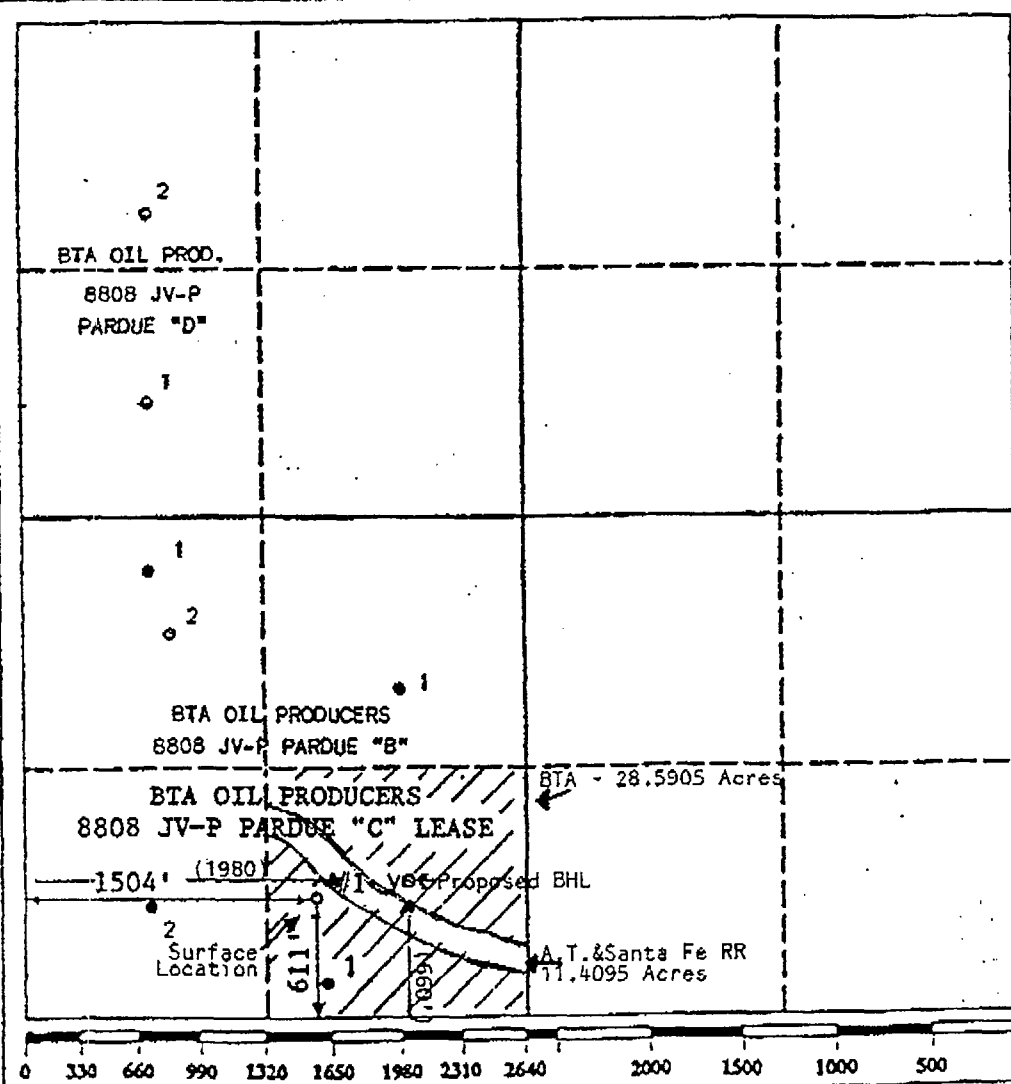 2
BTA OIL PROD.
8808 JV-P
PARDUE "D"
1
1
2
1
BTA OIL PRODUCERS
8808 JV-P PARDUE "B"
BTA - 28.5905 Acres
BTA OIL PRODUCERS
8808 JV-P PARDUE "C" LEASE
(1980)
1504'
#1
Proposed BHL
2
Surface
Location
611'
1
(660')
A.T.&Santa Fe RR
11.4095 Acres
0 330 660 990 1320 1650 1980 2310 2640 2000 1500 1000 500